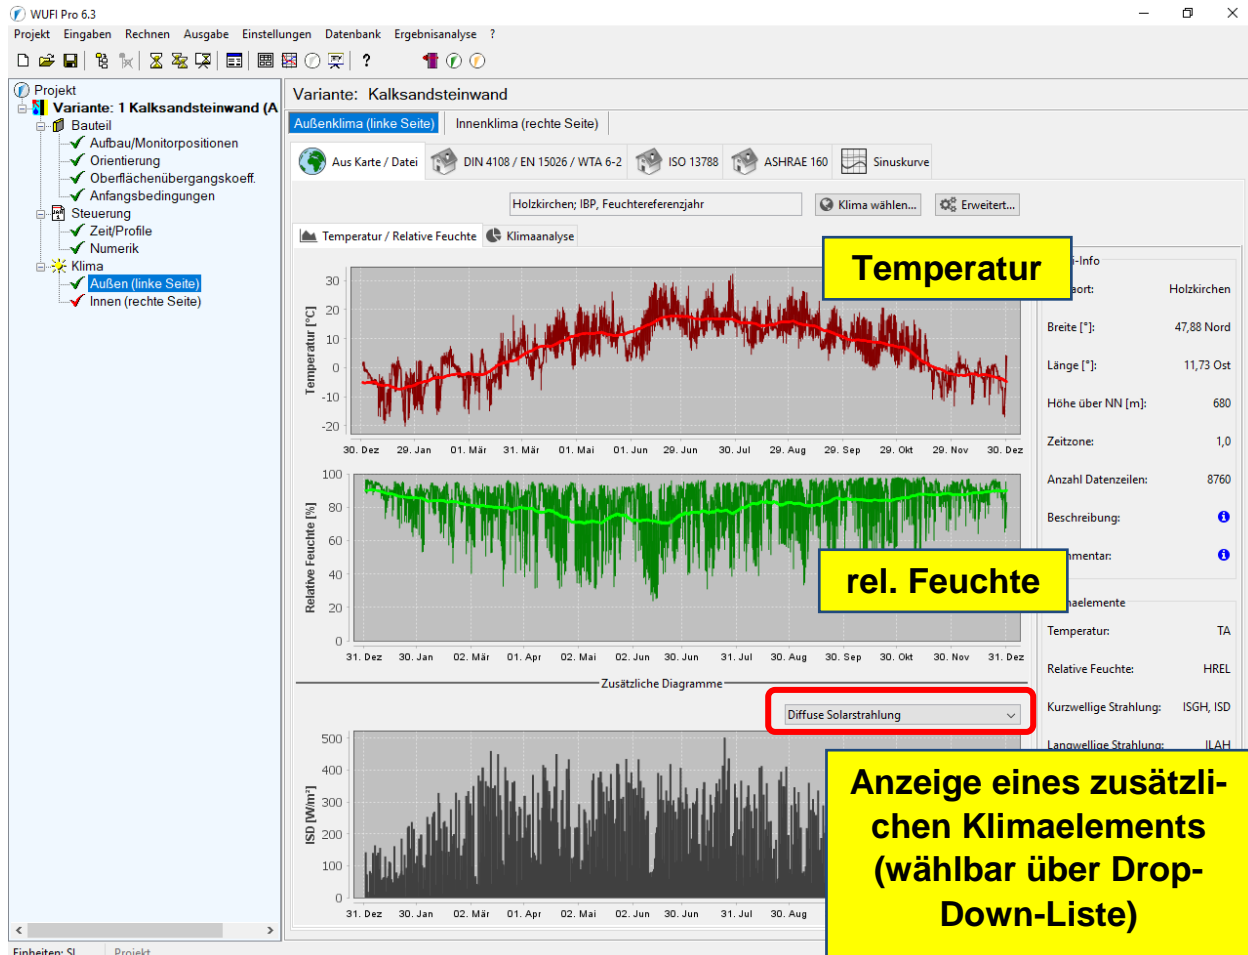 WUFI Pro 6.3
Projekt Eingaben Rechnen Ausgabe Einstellungen Datenbank Ergebnisanalyse ?
Projekt
Variante: 1 Kalksandsteinwand (A
Bauteil
Aufbau/Monitorpositionen
Orientierung
Oberflächenübergangskoeff.
Anfangsbedingungen
Steuerung
Zeit/Profile
Numerik
Klima
Außen (linke Seite)
Innen (rechte Seite)
Variante: Kalksandsteinwand
Außenklima (linke Seite) Innenklima (rechte Seite)
Aus Karte / Datei DIN 4108 / EN 15026 / WTA 6-2 ISO 13788 ASHRAE 160 Sinuskurve
Holzkirchen; IBP, Feuchtereferenzjahr Klima wählen... Erweitert...
Temperatur / Relative Feuchte Klimaanalyse
Temperatur
Temperatur [°C]
30
20
10
0
-10
-20
30. Dez 29. Jan 01. Mär 31. Mär 01. Mai 01. Jun 29. Jun 30. Jul 29. Aug 29. Sep 29. Okt 29. Nov 30. Dez
rel. Feuchte
Relative Feuchte [%]
100
80
60
40
20
0
31. Dez 30. Jan 02. Mär 01. Apr 02. Mai 02. Jun 30. Jun 31. Jul 30. Aug 30. Sep 30. Okt 30. Nov 31. Dez
Zusätzliche Diagramme
Diffuse Solarstrahlung
ISD [W/m²]
500
400
300
200
100
0
31. Dez 30. Jan 02. Mär 01. Apr 02. Mai 02. Jun 30. Jun 31. Jul 30. Aug
-Info
aort: Holzkirchen
Breite [°]: 47,88 Nord
Länge [°]: 11,73 Ost
Höhe über NN [m]: 680
Zeitzone: 1,0
Anzahl Datenzeilen: 8760
Beschreibung:
mmentar:
naelemente
Temperatur: TA
Relative Feuchte: HREL
Kurzwellige Strahlung: ISGH, ISD
Langwellige Strahlung: ILAH
Anzeige eines zusätzli-
chen Klimaelements
(wählbar über Drop-
Down-Liste)
Einheiten: SI Projekt